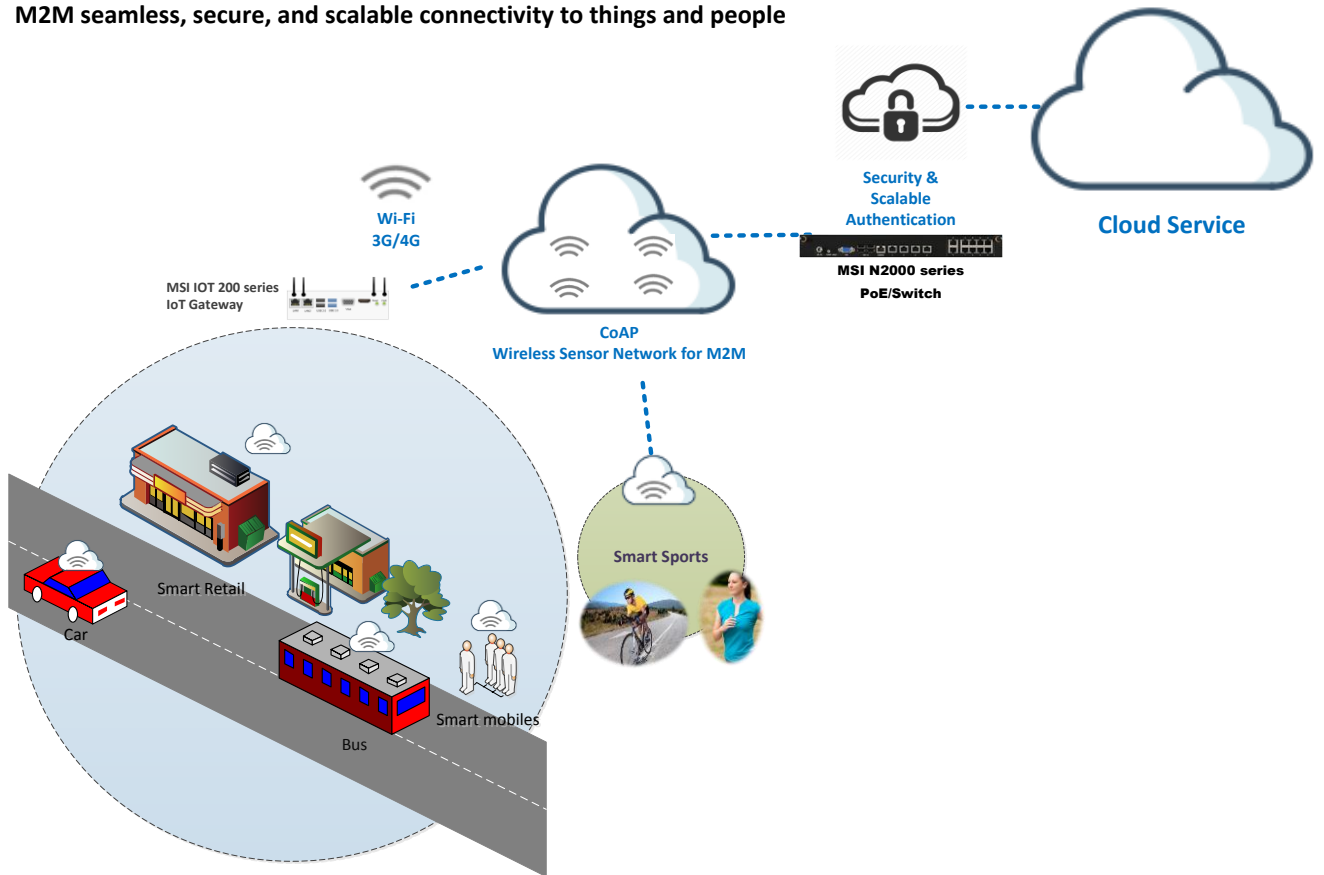 M2M seamless, secure, and scalable connectivity to things and people
Wi-Fi
3G/4G
Security &
Scalable
Authentication
Cloud Service
MSI IOT 200 series
IoT Gateway
MSI N2000 series
PoE/Switch
CoAP
Wireless Sensor Network for M2M
Smart Retail
Car
Smart Sports
Smart mobiles
Bus